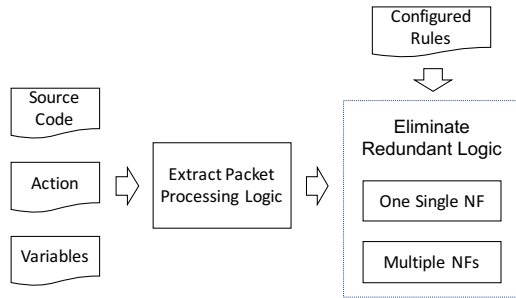 Configured
Rules
Source
Code
Action
Variables
Extract Packet
Processing Logic
Eliminate
Redundant Logic
One Single NF
Multiple NFs